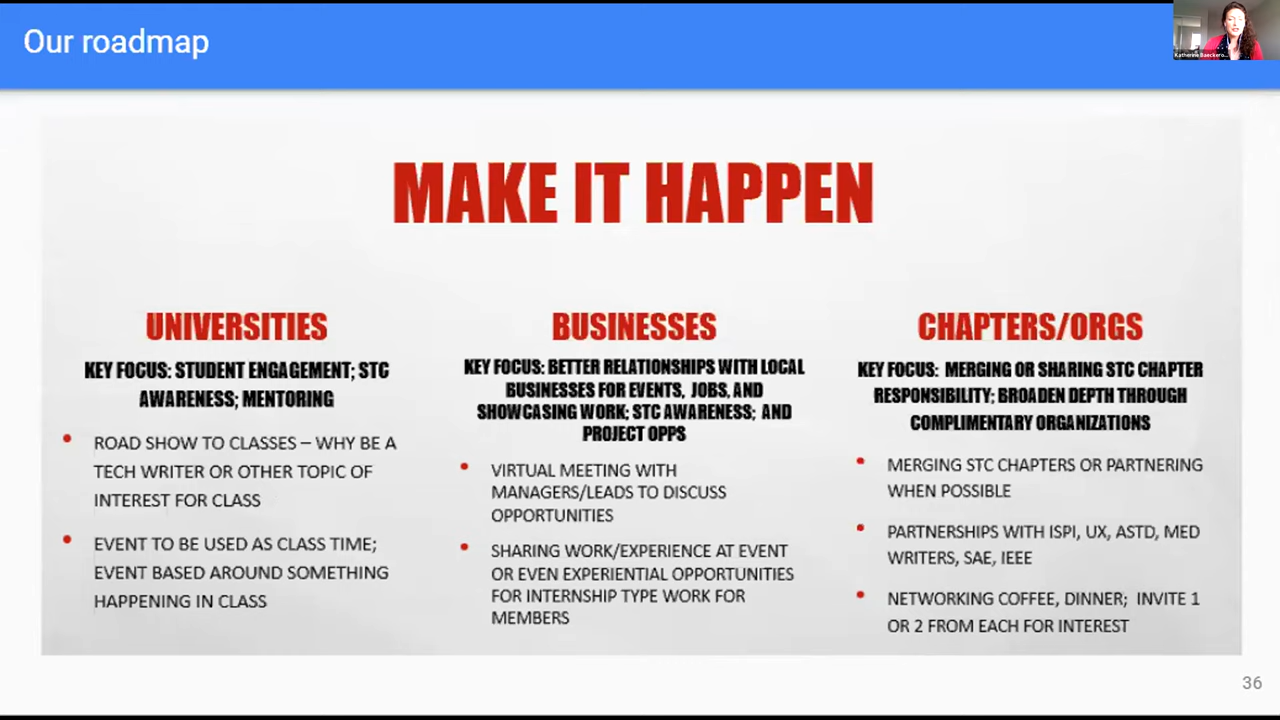 Our roadmap
Katherine
MAKE IT HAPPEN
UNIVERSITIES
KEY FOCUS: STUDENT ENGAGEMENT; STC
AWARENESS; MENTORING
• ROAD SHOW TO CLASSES – WHY BE A
TECH WRITER OR OTHER TOPIC OF
INTEREST FOR CLASS
• EVENT TO BE USED AS CLASS TIME;
EVENT BASED AROUND SOMETHING
HAPPENING IN CLASS
BUSINESSES
KEY FOCUS: BETTER RELATIONSHIPS WITH LOCAL
BUSINESSES FOR EVENTS, JOBS, AND
SHOWCASING WORK; STC AWARENESS; AND
PROJECT OPPS
• VIRTUAL MEETING WITH
MANAGERS/LEADS TO DISCUSS
OPPORTUNITIES
• SHARING WORK/EXPERIENCE AT EVENT
OR EVEN EXPERIENTIAL OPPORTUNITIES
FOR INTERNSHIP TYPE WORK FOR
MEMBERS
CHAPTERS/ORGS
KEY FOCUS: MERGING OR SHARING STC CHAPTER
RESPONSIBILITY; BROADEN DEPTH THROUGH
COMPLIMENTARY ORGANIZATIONS
• MERGING STC CHAPTERS OR PARTNERING
WHEN POSSIBLE
• PARTNERSHIPS WITH ISPI, UX, ASTD, MED
WRITERS, SAE, IEEE
• NETWORKING COFFEE, DINNER; INVITE 1
OR 2 FROM EACH FOR INTEREST
36